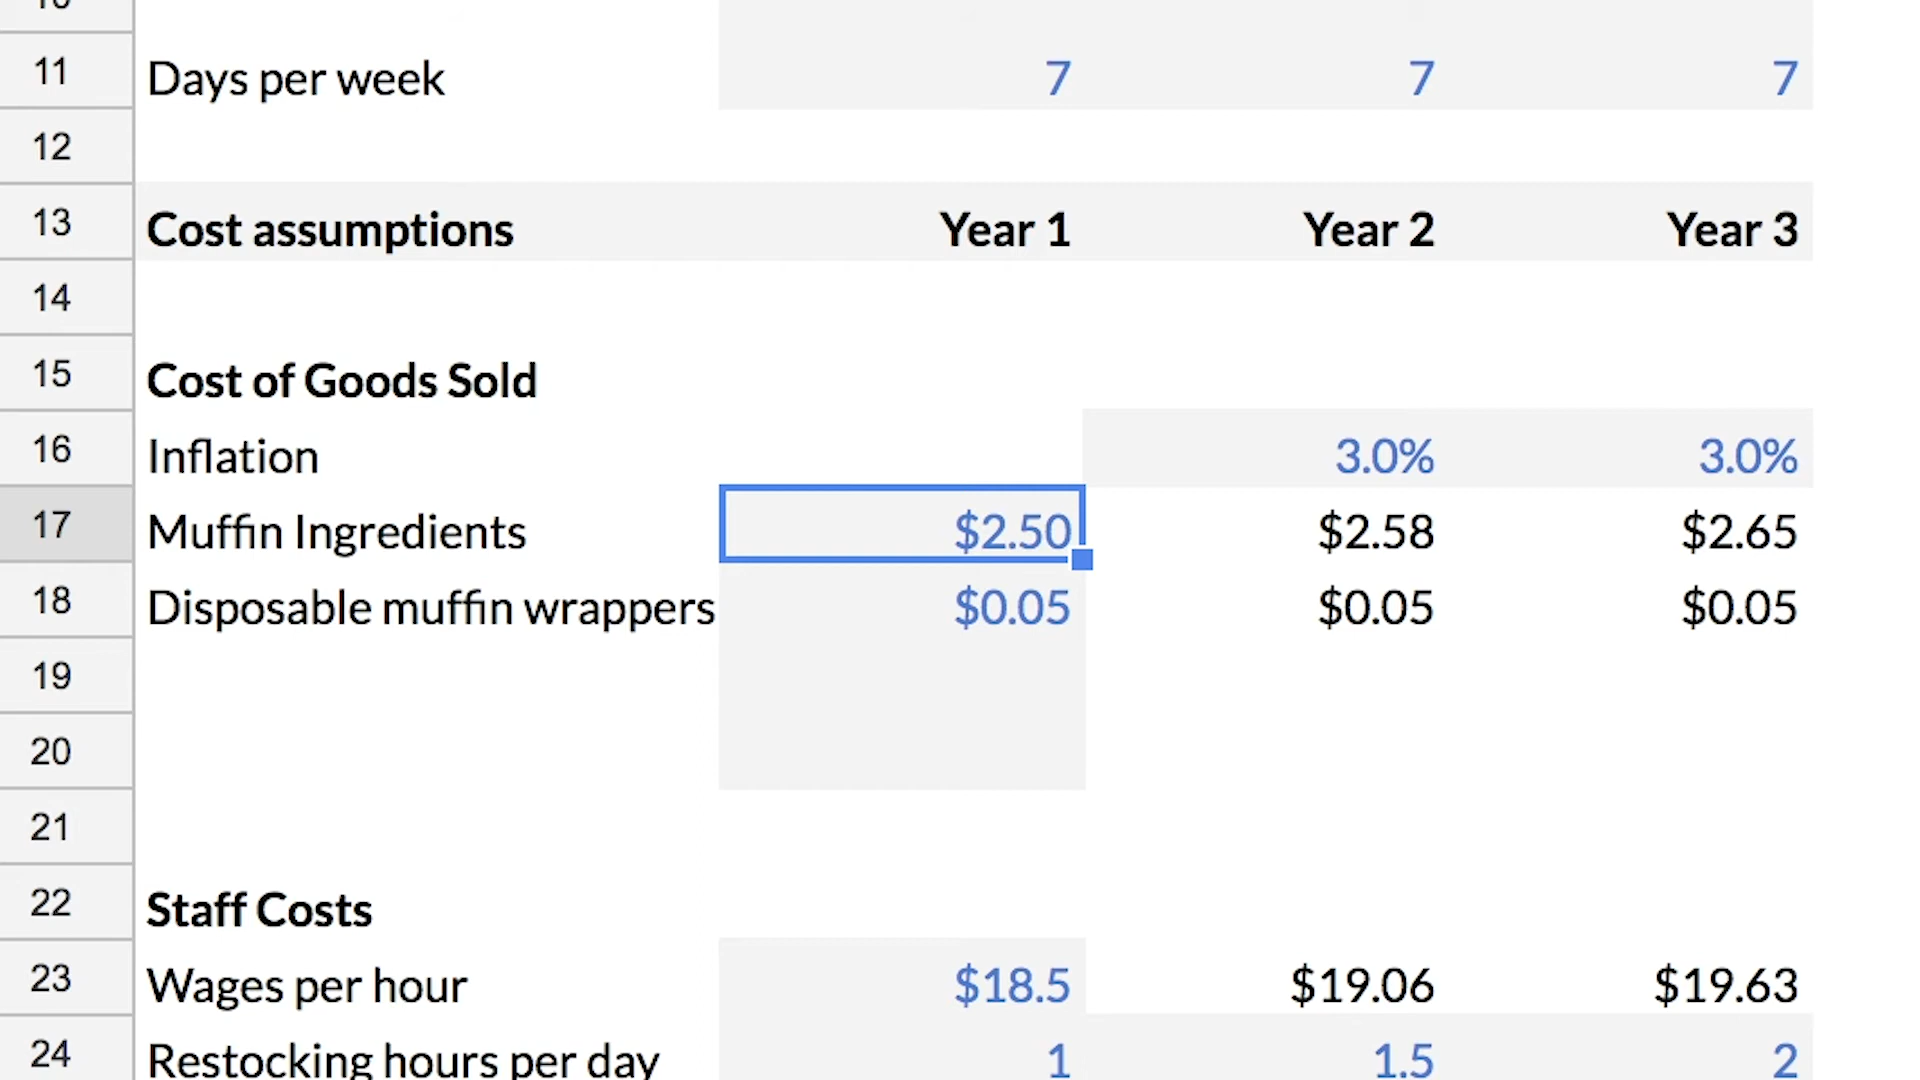 10
11 Days per week 7 7 7
12
13 Cost assumptions Year 1 Year 2 Year 3
14
15 Cost of Goods Sold
16 Inflation 3.0% 3.0%
17 Muffin Ingredients $2.50 $2.58 $2.65
18 Disposable muffin wrappers $0.05 $0.05 $0.05
19
20
21
22 Staff Costs
23 Wages per hour $18.5 $19.06 $19.63
24 Restocking hours per day 1 1.5 2